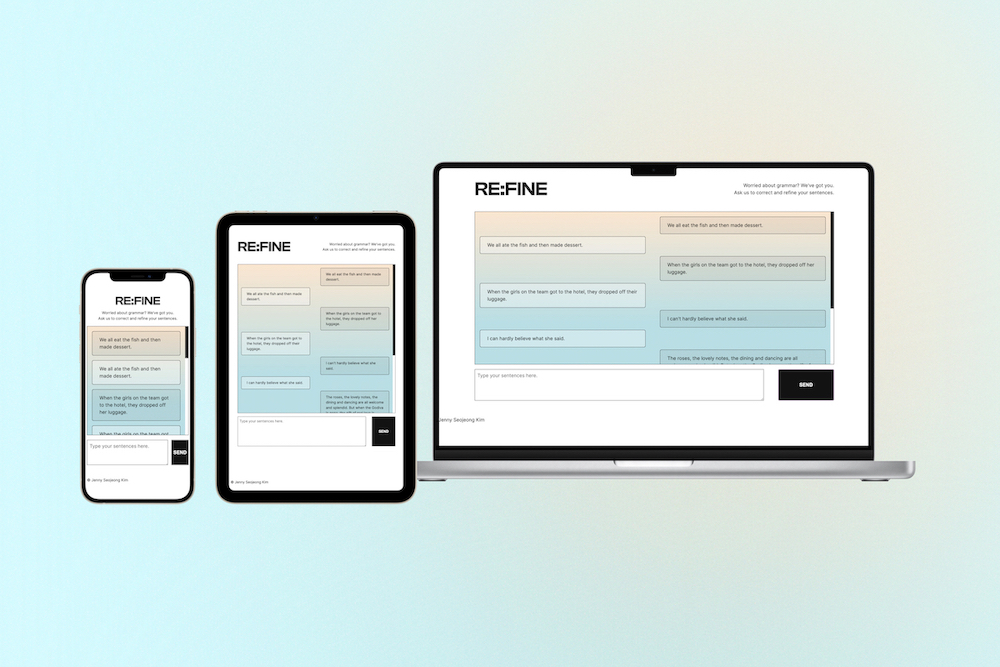 RE:FINE
Worried about grammar? We've got you.
Ask us to correct and refine your sentences.
We all eat the fish and then
made dessert.
We all ate the fish and then
made dessert.
When the girls on the team got
to the hotel, they dropped off
her luggage.
When the girls on the team got
Type your sentences here.
SEND
© Janny Seojeong Kim
RE:FINE
Worried about grammar? We've got you.
Ask us to correct and refine your sentences.
We all eat the fish and then made
dessert.
We all ate the fish and then made
dessert.
When the girls on the team got to
the hotel, they dropped off her
luggage.
When the girls on the team got to
the hotel, they dropped off their
luggage.
I can't hardly believe what she
said.
I can hardly believe what she said.
The roses, the lovely notes, the
dining and dancing are all welcome
and splendid. But when the Godiva
Type your sentences here.
SEND
© Janny Seojeong Kim
RE:FINE
Worried about grammar? We've got you.
Ask us to correct and refine your sentences.
We all eat the fish and then made dessert.
We all ate the fish and then made dessert.
When the girls on the team got to the hotel, they dropped off her
luggage.
When the girls on the team got to the hotel, they dropped off their
luggage.
I can't hardly believe what she said.
I can hardly believe what she said.
The roses, the lovely notes, the dining and dancing are all
Type your sentences here.
SEND
Janny Seojeong Kim